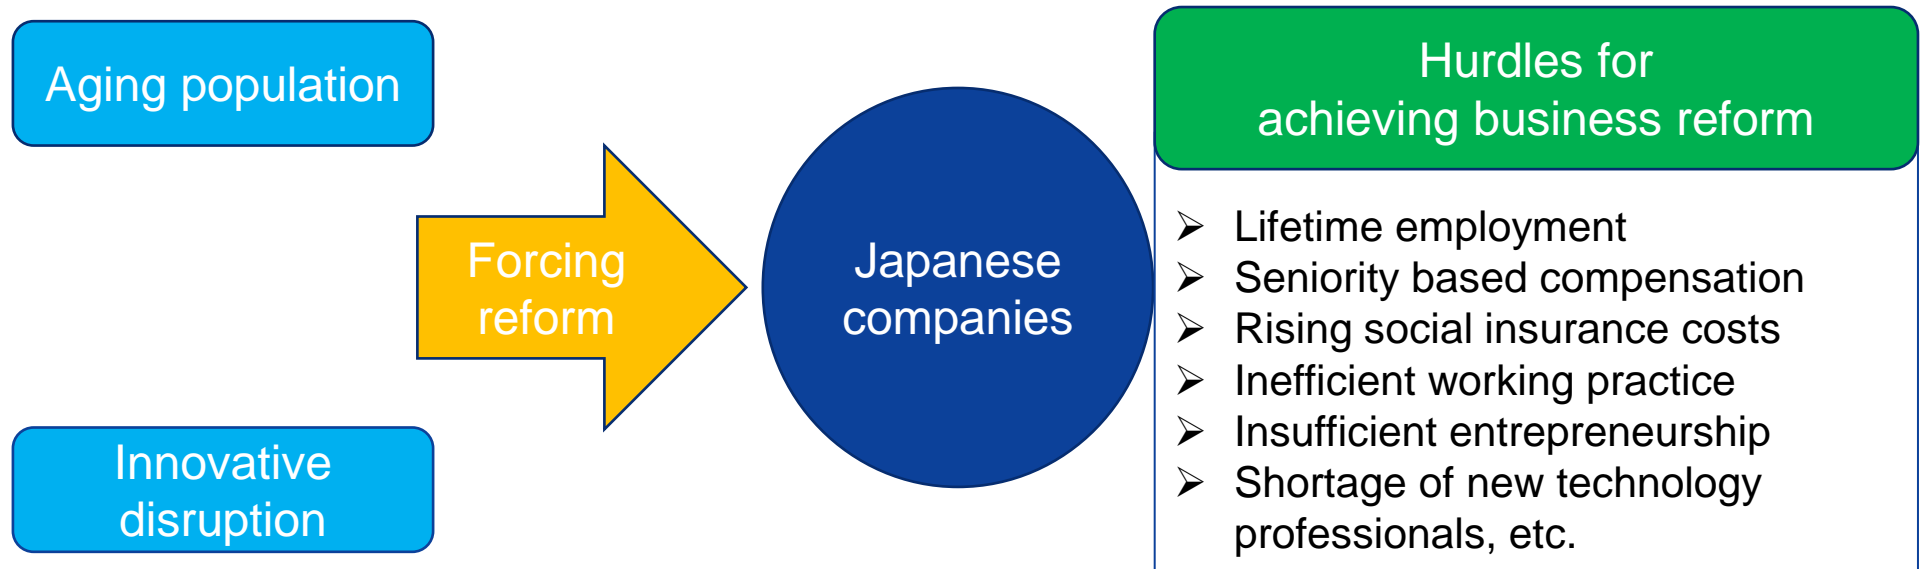 Aging population
Innovative
disruption
Forcing
reform
Japanese
companies
Hurdles for
achieving business reform
➢ Lifetime employment
➢ Seniority based compensation
➢ Rising social insurance costs
➢ Inefficient working practice
➢ Insufficient entrepreneurship
➢ Shortage of new technology
professionals, etc.